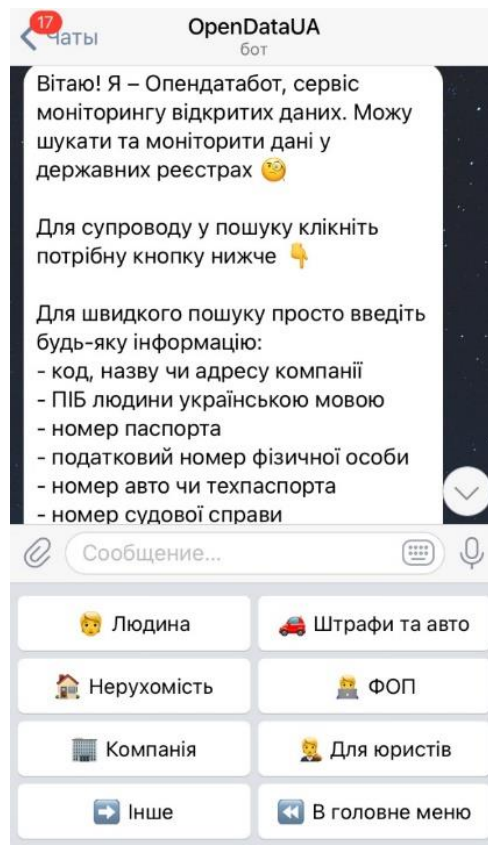 17
Чаты
OpenDataUA
бот
Вітаю! Я – Опендатабот, сервіс
моніторингу відкритих даних. Можу
шукати та моніторити дані у
державних реєстрах 🧐
Для супроводу у пошуку клікніть
потрібну кнопку нижче 👇
Для швидкого пошуку просто введіть
будь-яку інформацію:
- код, назву чи адресу компанії
- ПІБ людини українською мовою
- номер паспорта
- податковий номер фізичної особи
- номер авто чи техпаспорта
- номер судової справи
Сообщение...
Людина
Штрафи та авто
Нерухомість
ФОП
Компанія
Для юристів
Інше
В головне меню